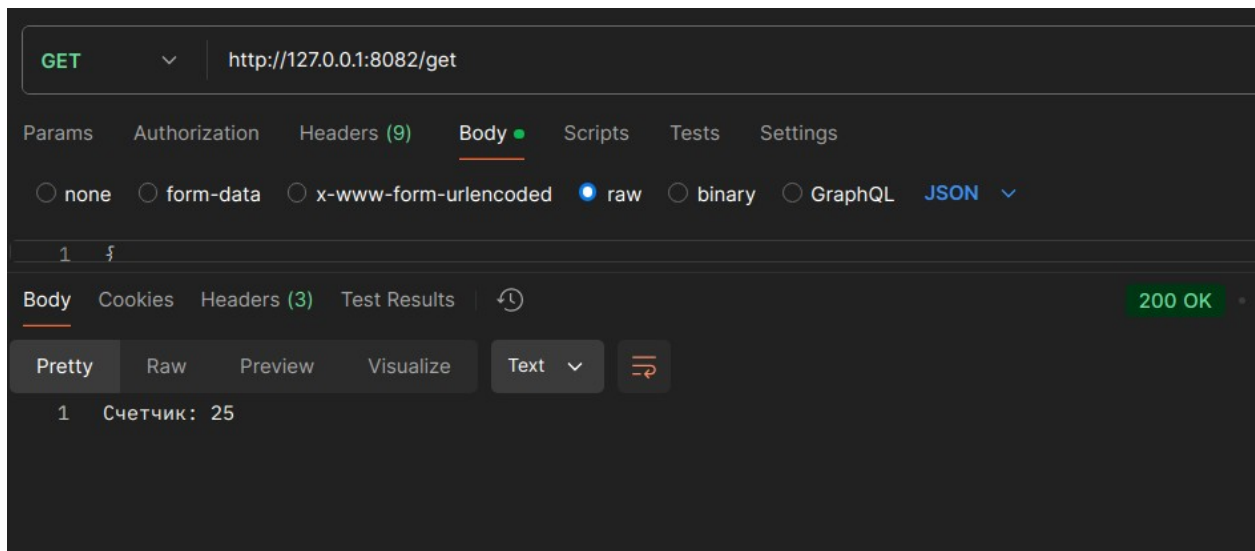 GET http://127.0.0.1:8082/get
Params Authorization Headers (9) Body Scripts Tests Settings
none form-data x-www-form-urlencoded raw binary GraphQL JSON
1 {
Body Cookies Headers (3) Test Results 200 OK
Pretty Raw Preview Visualize Text
1 Счетчик: 25